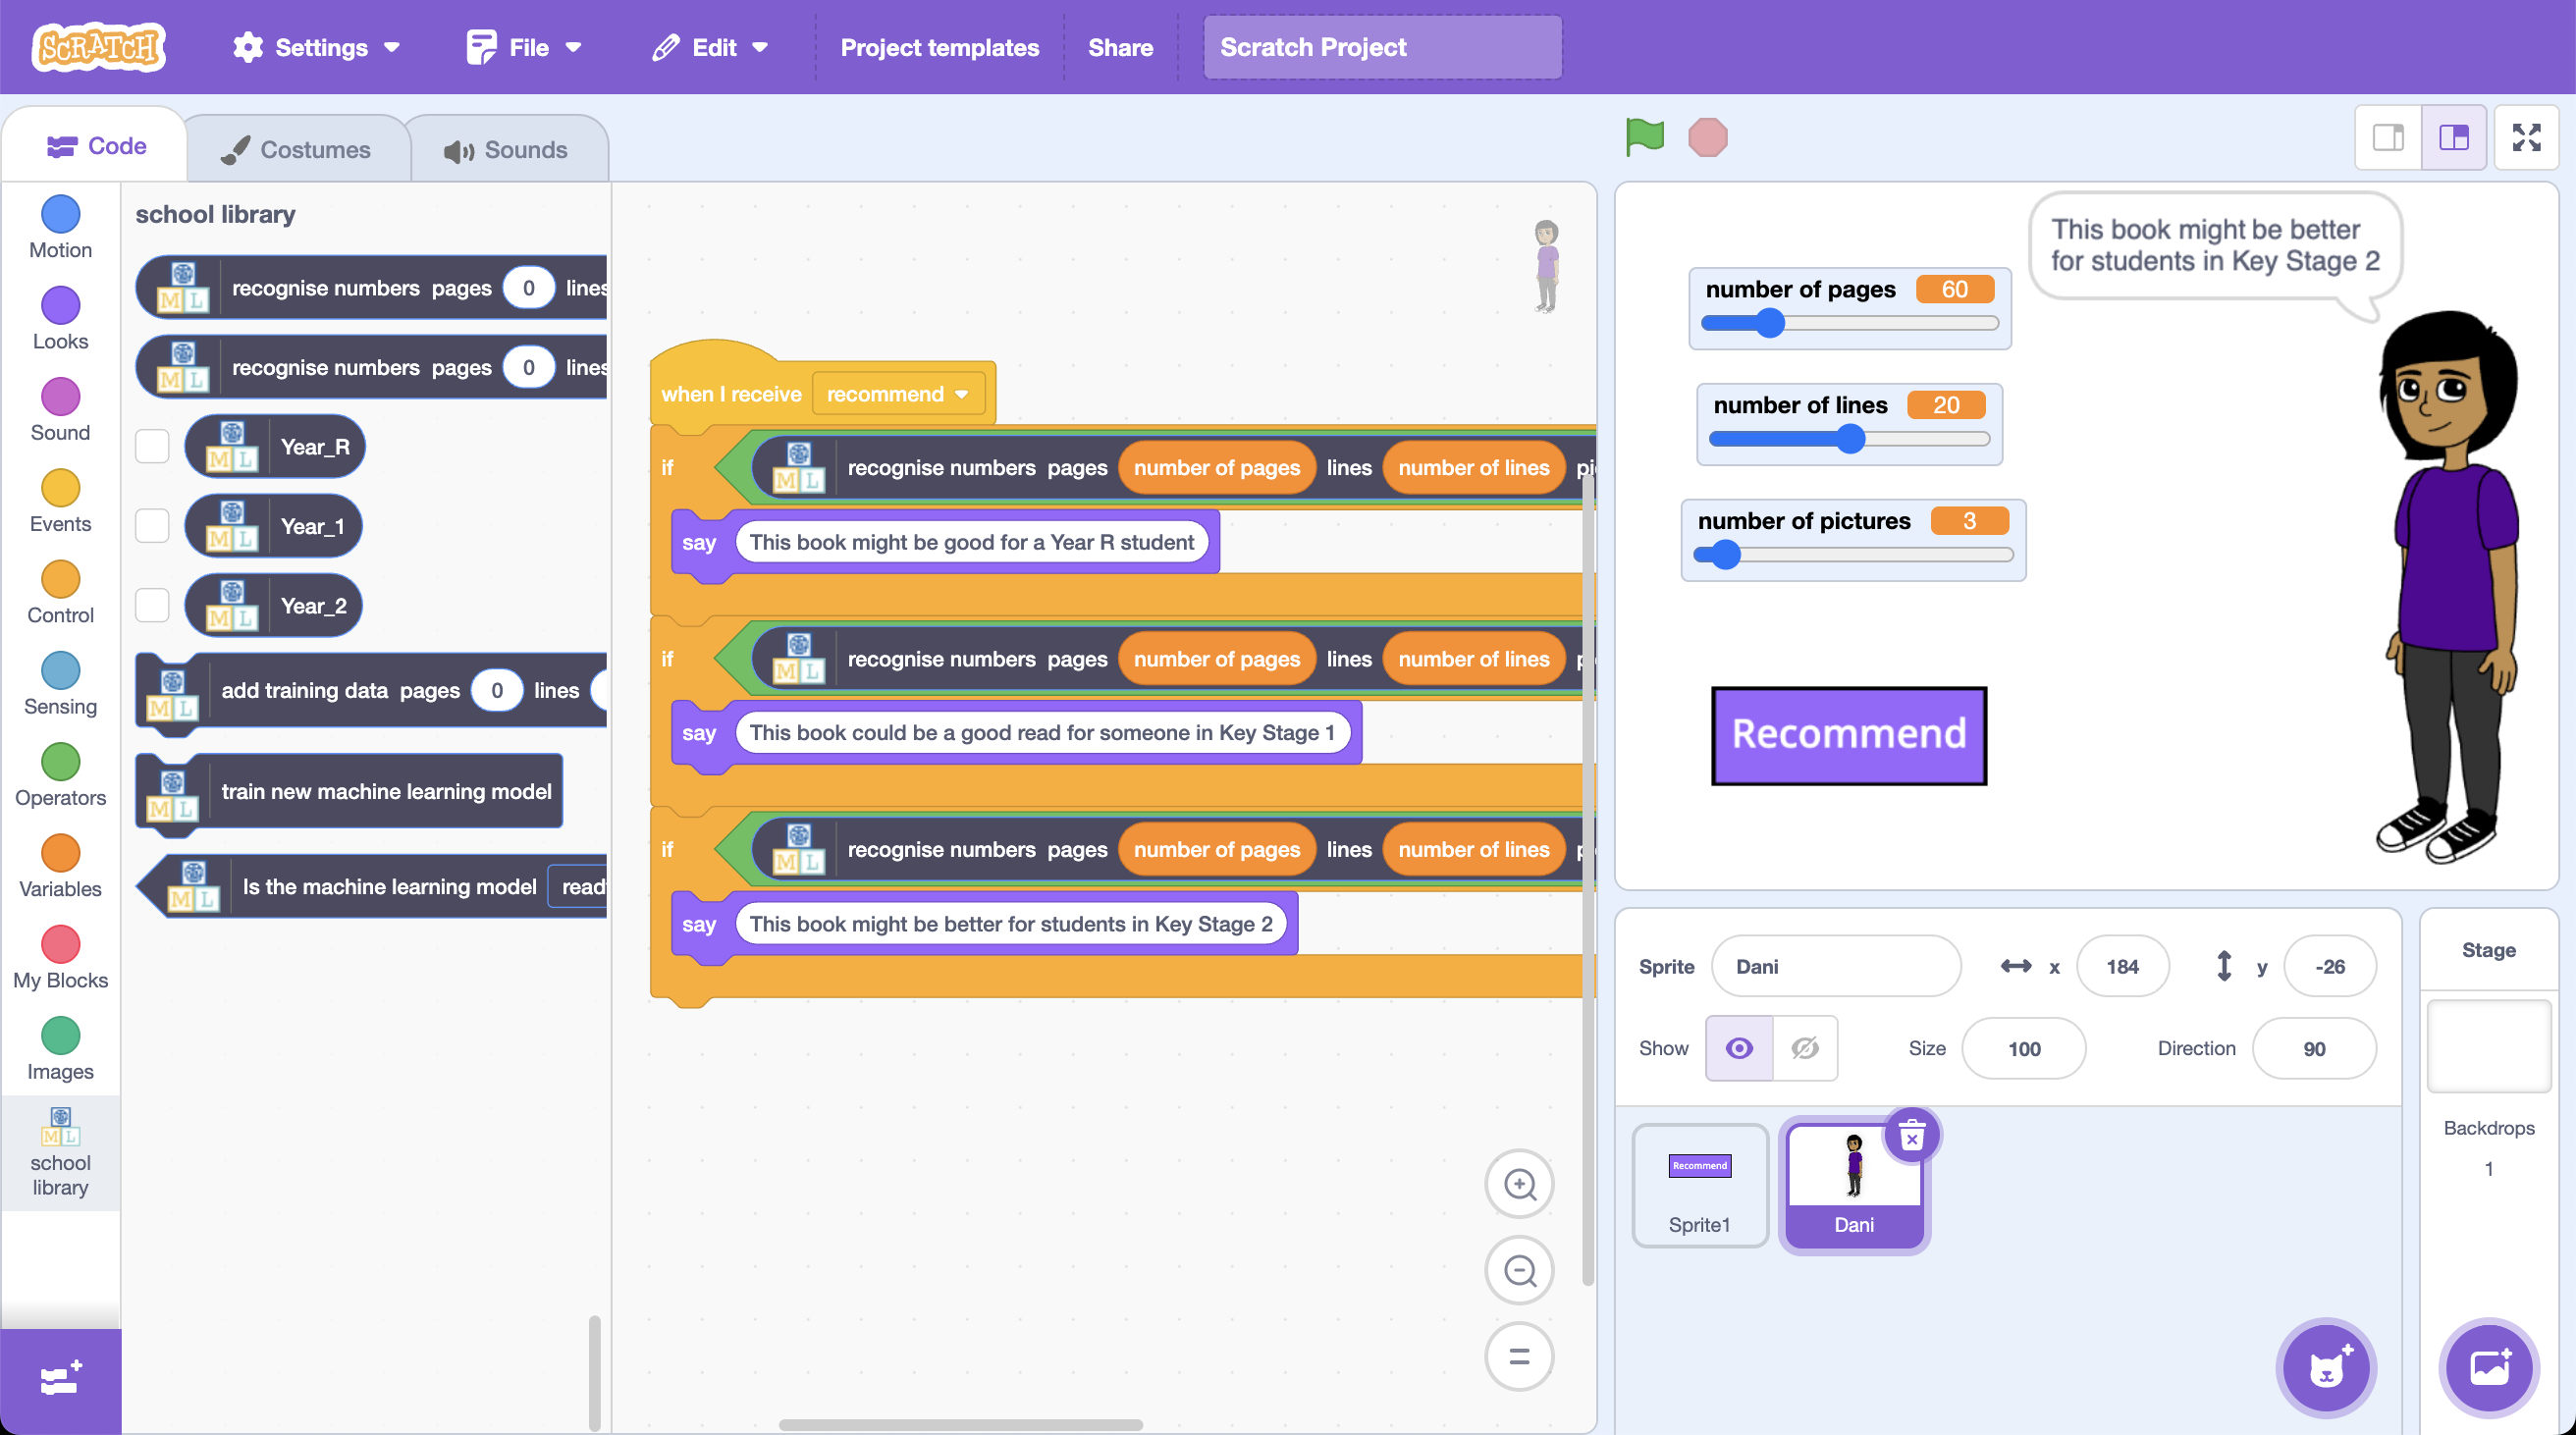 SCRATCH
Settings
File
Edit
Project templates
Share
Scratch Project
Code
Costumes
Sounds
Motion
Looks
Sound
Events
Control
Sensing
Operators
Variables
My Blocks
Images
school
library
school library
M L recognise numbers pages 0 lines
M L recognise numbers pages 0 lines
M L Year_R
M L Year_1
M L Year_2
M L add training data pages 0 lines
M L train new machine learning model
M L Is the machine learning model read
when I receive recommend
if M L recognise numbers pages number of pages lines number of lines
say This book might be good for a Year R student
if M L recognise numbers pages number of pages lines number of lines
say This book could be a good read for someone in Key Stage 1
if M L recognise numbers pages number of pages lines number of lines
say This book might be better for students in Key Stage 2
This book might be better
for students in Key Stage 2
number of pages 60
number of lines 20
number of pictures 3
Recommend
Sprite Dani x 184 y -26
Show Size 100 Direction 90
Recommend
Sprite1
Dani
Stage
Backdrops
1